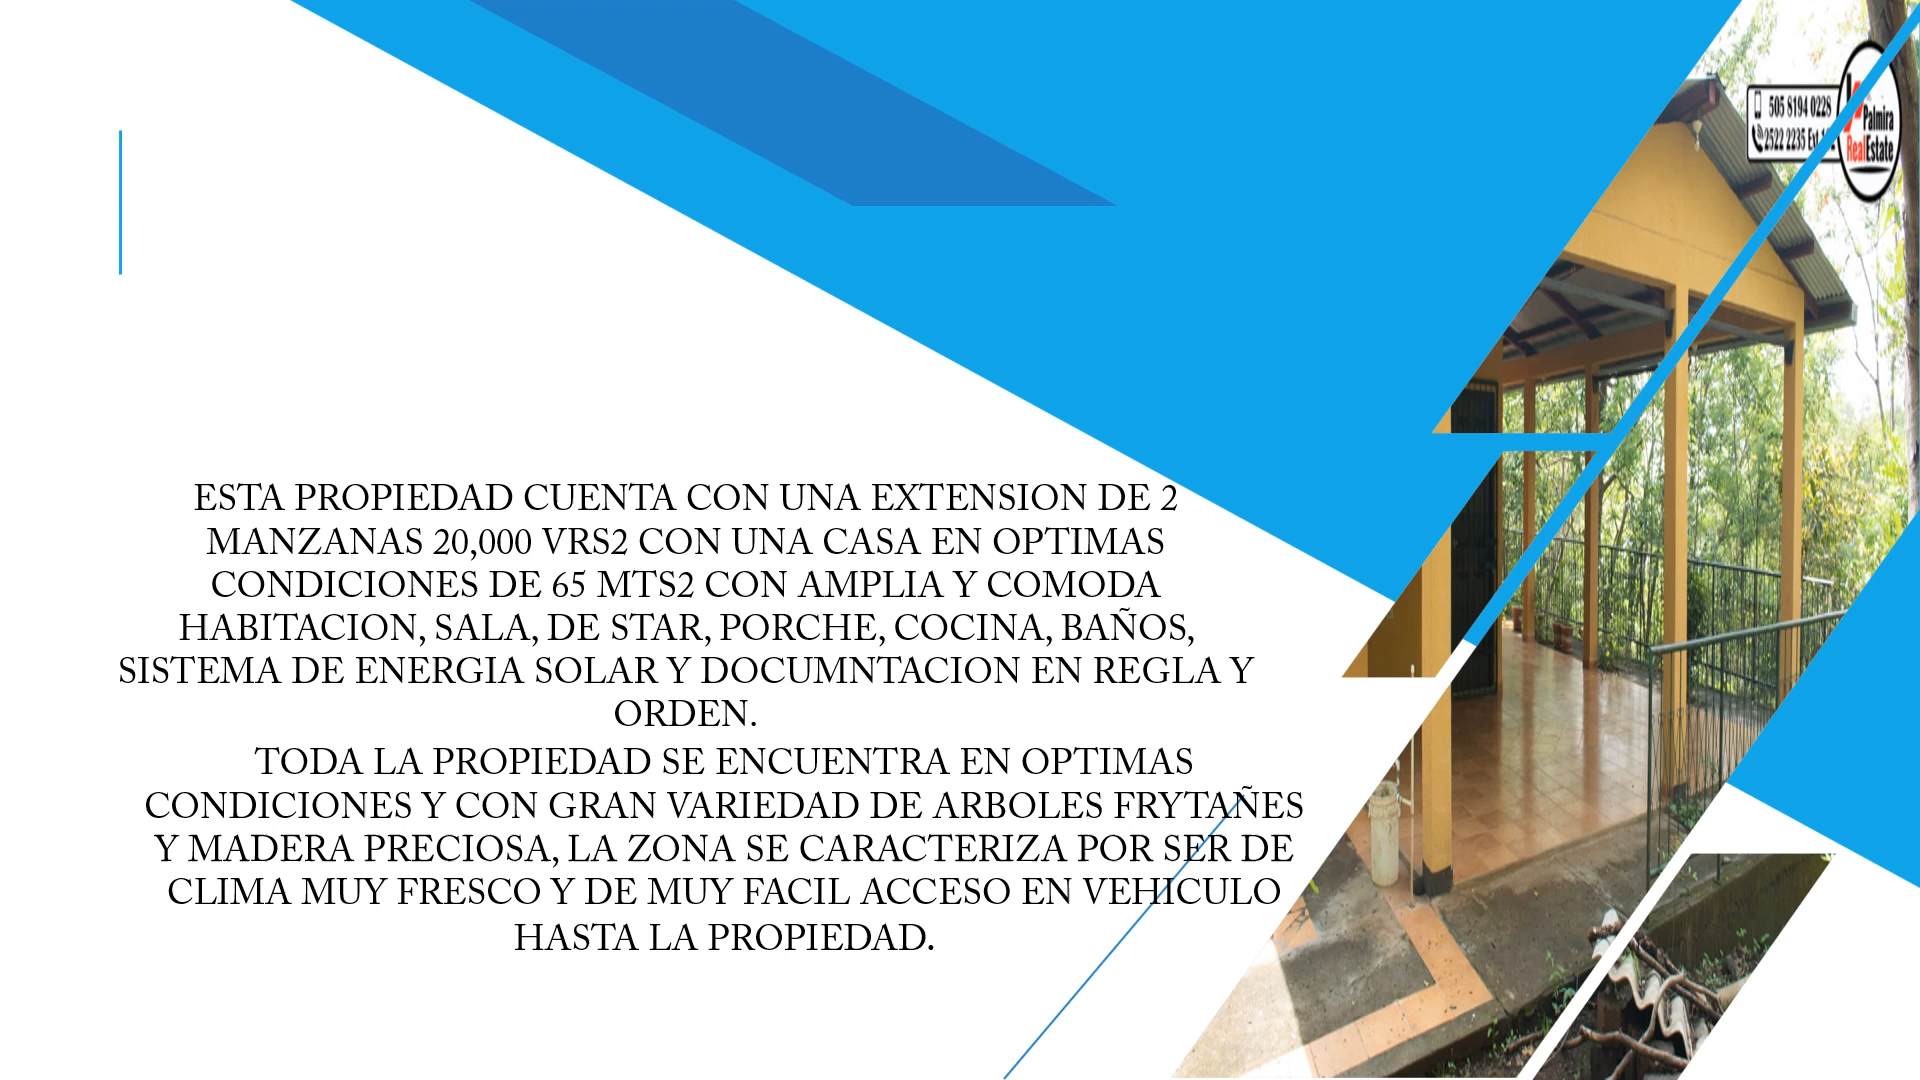 505 8194 0228
2522 2235 Ext
Palmira
RealEstate
ESTA PROPIEDAD CUENTA CON UNA EXTENSION DE 2
MANZANAS 20,000 VRS2 CON UNA CASA EN OPTIMAS
CONDICIONES DE 65 MTS2 CON AMPLIA Y COMODA
HABITACION, SALA, DE STAR, PORCHE, COCINA, BAÑOS,
SISTEMA DE ENERGIA SOLAR Y DOCUMNTACION EN REGLA Y
ORDEN.
TODA LA PROPIEDAD SE ENCUENTRA EN OPTIMAS
CONDICIONES Y CON GRAN VARIEDAD DE ARBOLES FRYTAÑES
Y MADERA PRECIOSA, LA ZONA SE CARACTERIZA POR SER DE
CLIMA MUY FRESCO Y DE MUY FACIL ACCESO EN VEHICULO
HASTA LA PROPIEDAD.